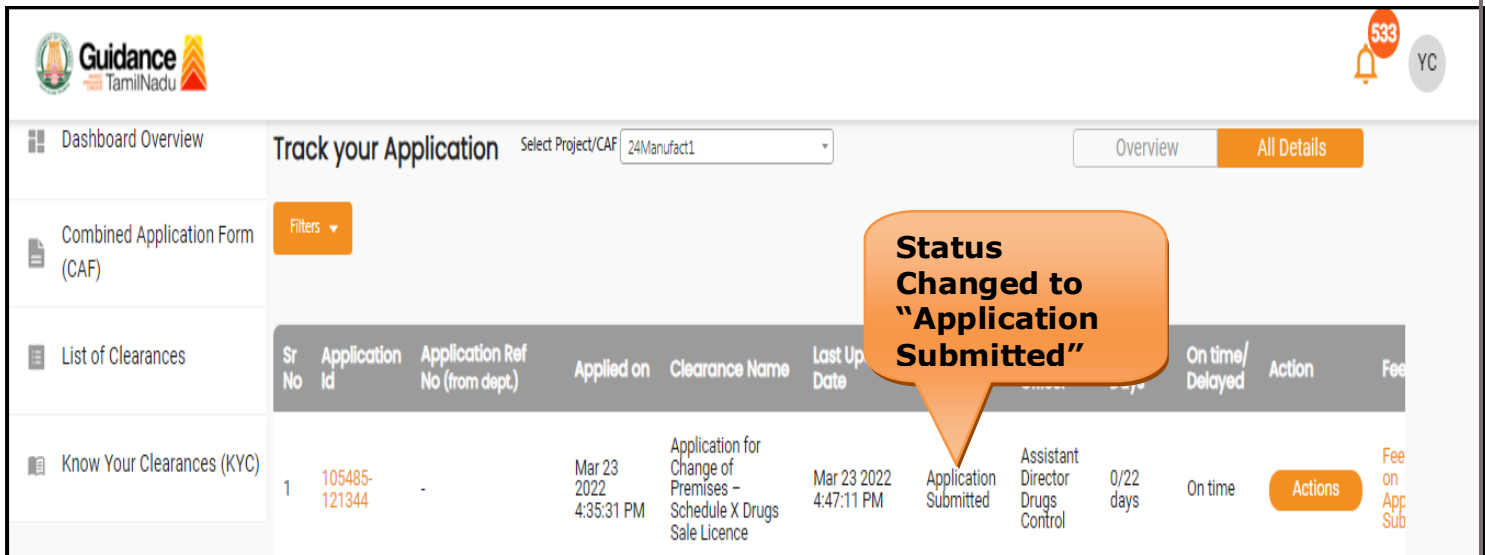 Guidance
TamilNadu
533
YC
Dashboard Overview
Track your Application
Select Project/CAF
24Manufact1
Overview
All Details
Filters
Combined Application Form
(CAF)
Status
Changed to
“Application
Submitted”
List of Clearances
Sr
No
Application
Id
Application Ref
No (from dept.)
Applied on
Clearance Name
Last
Date
On time/
Delayed
Action
Know Your Clearances (KYC)
1
105485-
121344
-
Mar 23
2022
4:35:31 PM
Application for
Change of
Premises –
Schedule X Drugs
Sale Licence
Mar 23 2022
4:47:11 PM
Application
Submitted
Assistant
Director
Drugs
Control
0/22
days
On time
Actions
Fee
on
App
Sub